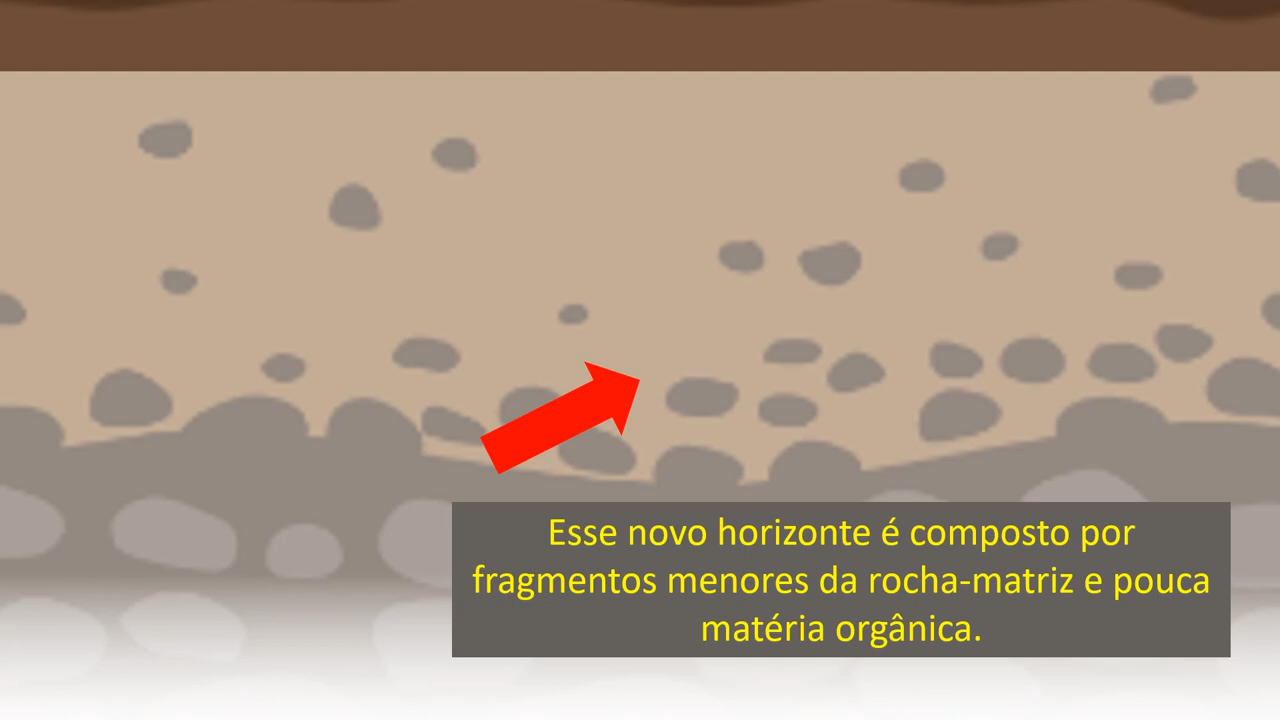 Esse novo horizonte é composto por
fragmentos menores da rocha-matriz e pouca
matéria orgânica.